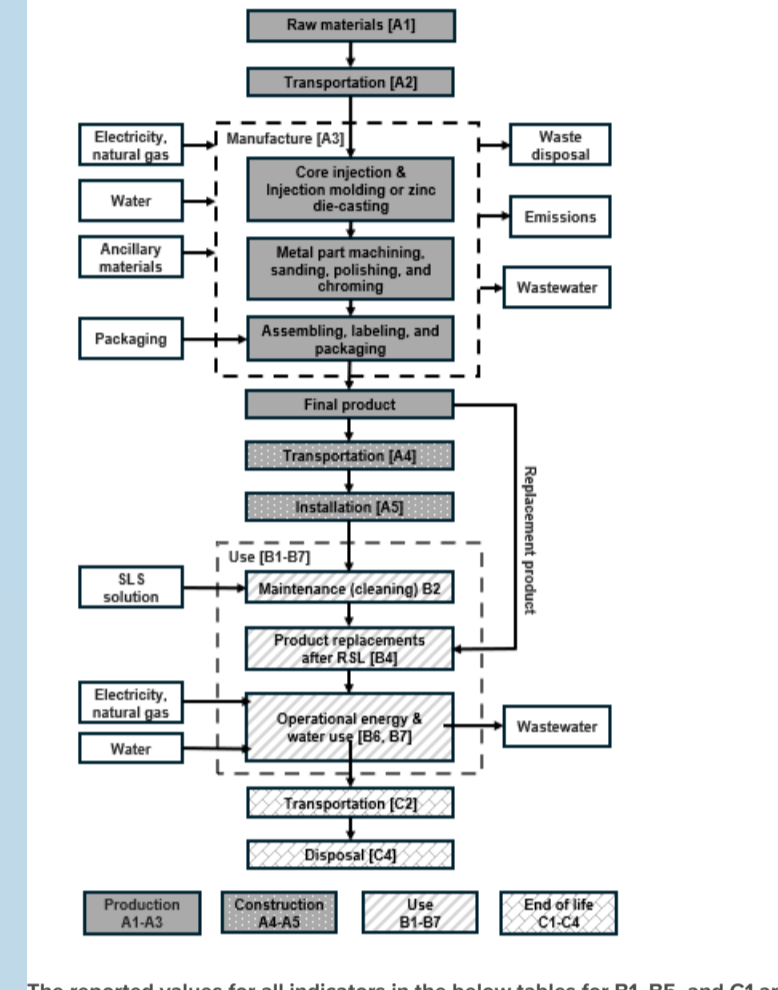 Raw materials [A1]
Transportation [A2]
Electricity,
natural gas
Manufacture [A3]
Waste
disposal
Core injection &
Injection molding or zinc
die-casting
Water
Emissions
Ancillary
materials
Metal part machining,
sanding, polishing, and
chroming
Wastewater
Packaging
Assembling, labeling, and
packaging
Final product
Transportation [A4]
Replacement product
Installation [A5]
Use [B1-B7]
SLS
solution
Maintenance (cleaning) B2
Product replacements
after RSL [B4]
Electricity,
natural gas
Operational energy &
water use [B6, B7]
Wastewater
Water
Transportation [C2]
Disposal [C4]
Production
A1-A3
Construction
A4-A5
Use
B1-B7
End of life
C1-C4
The reported values for all indicators in the below tables for B1, B5, and C1 ar